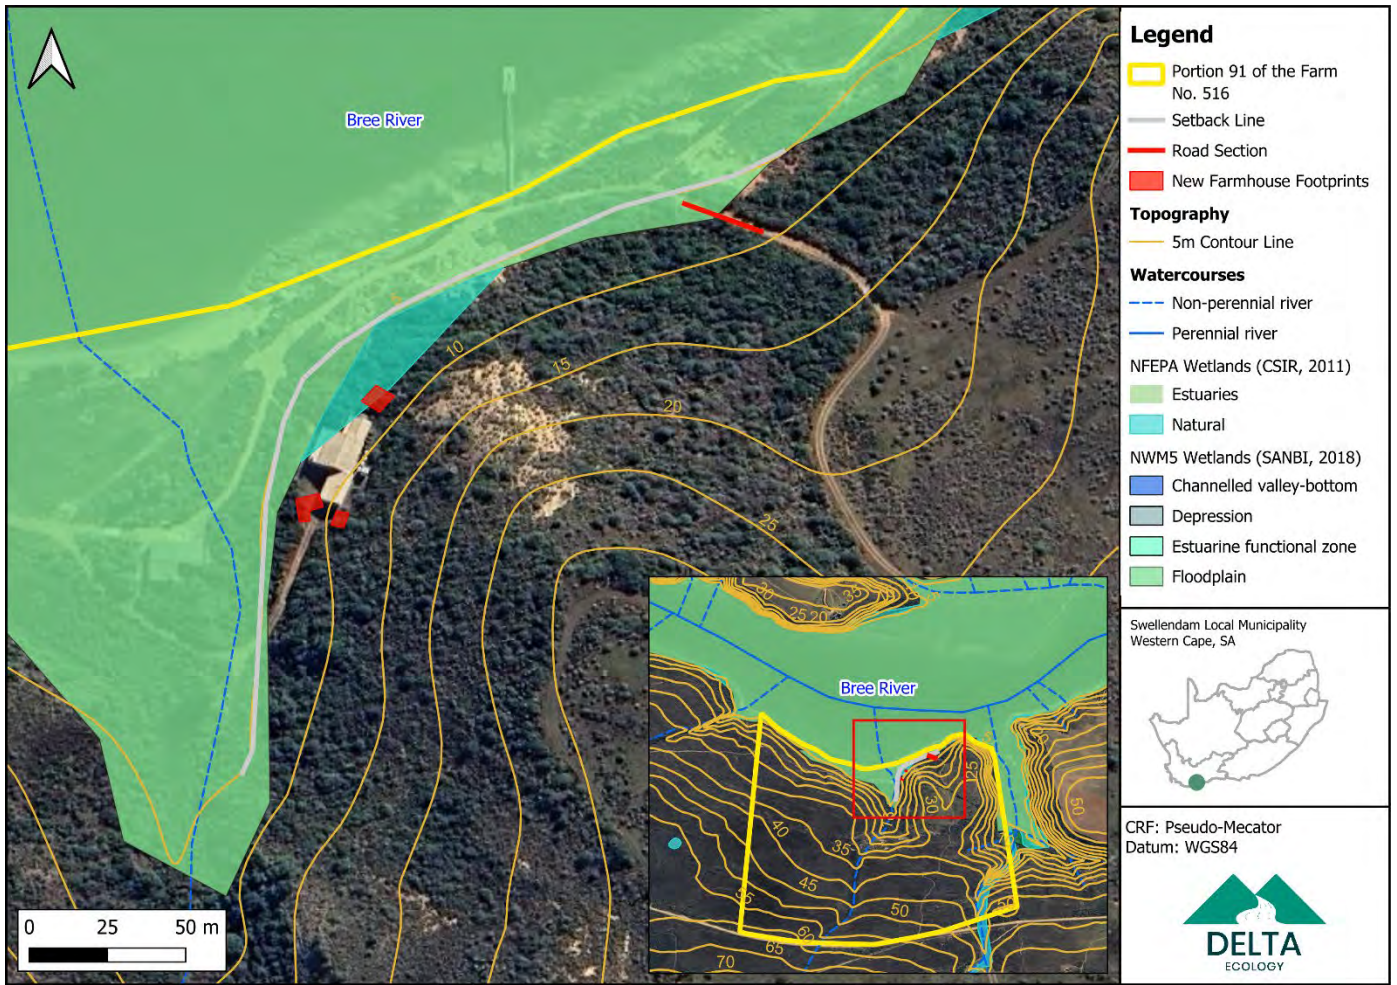 Bree River
10
15
20
25
0 25 50 m
30
25
20
35
Bree River
25
30
15
50
40
35
45
55
50
50
60
65
70
Legend
Portion 91 of the Farm
No. 516
Setback Line
Road Section
New Farmhouse Footprints
Topography
5m Contour Line
Watercourses
Non-perennial river
Perennial river
NFEPA Wetlands (CSIR, 2011)
Estuaries
Natural
NWM5 Wetlands (SANBI, 2018)
Channelled valley-bottom
Depression
Estuarine functional zone
Floodplain
Swellendam Local Municipality
Western Cape, SA
CRF: Pseudo-Mecator
Datum: WGS84
DELTA
ECOLOGY